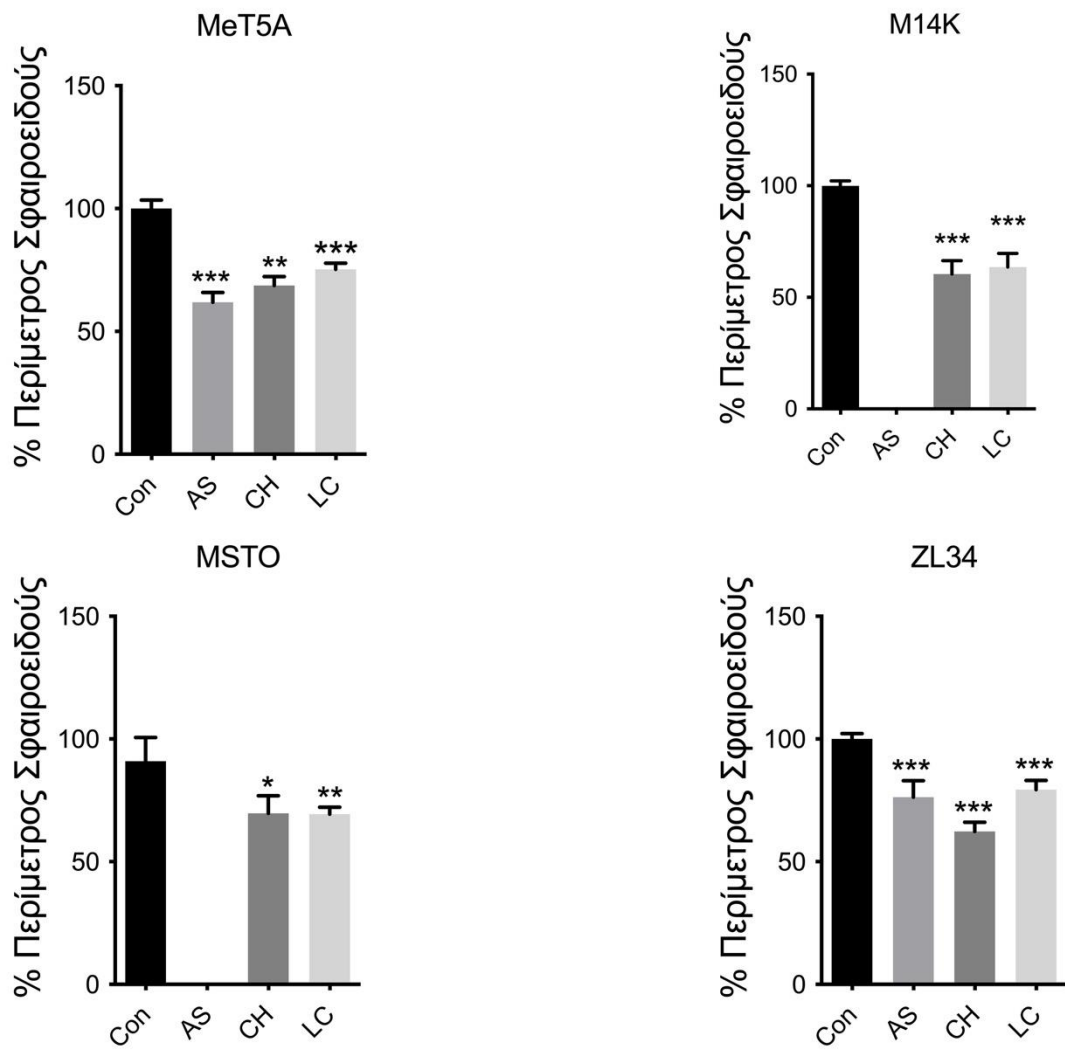 MeT5A
% Περίμετρος Σφαιροειδούς
150
100
50
0
***
**
***
Con
AS
CH
LC
M14K
% Περίμετρος Σφαιροειδούς
150
100
50
0
***
***
Con
AS
CH
LC
MSTO
% Περίμετρος Σφαιροειδούς
150
100
50
0
*
**
Con
AS
CH
LC
ZL34
% Περίμετρος Σφαιροειδούς
150
100
50
0
***
***
***
Con
AS
CH
LC